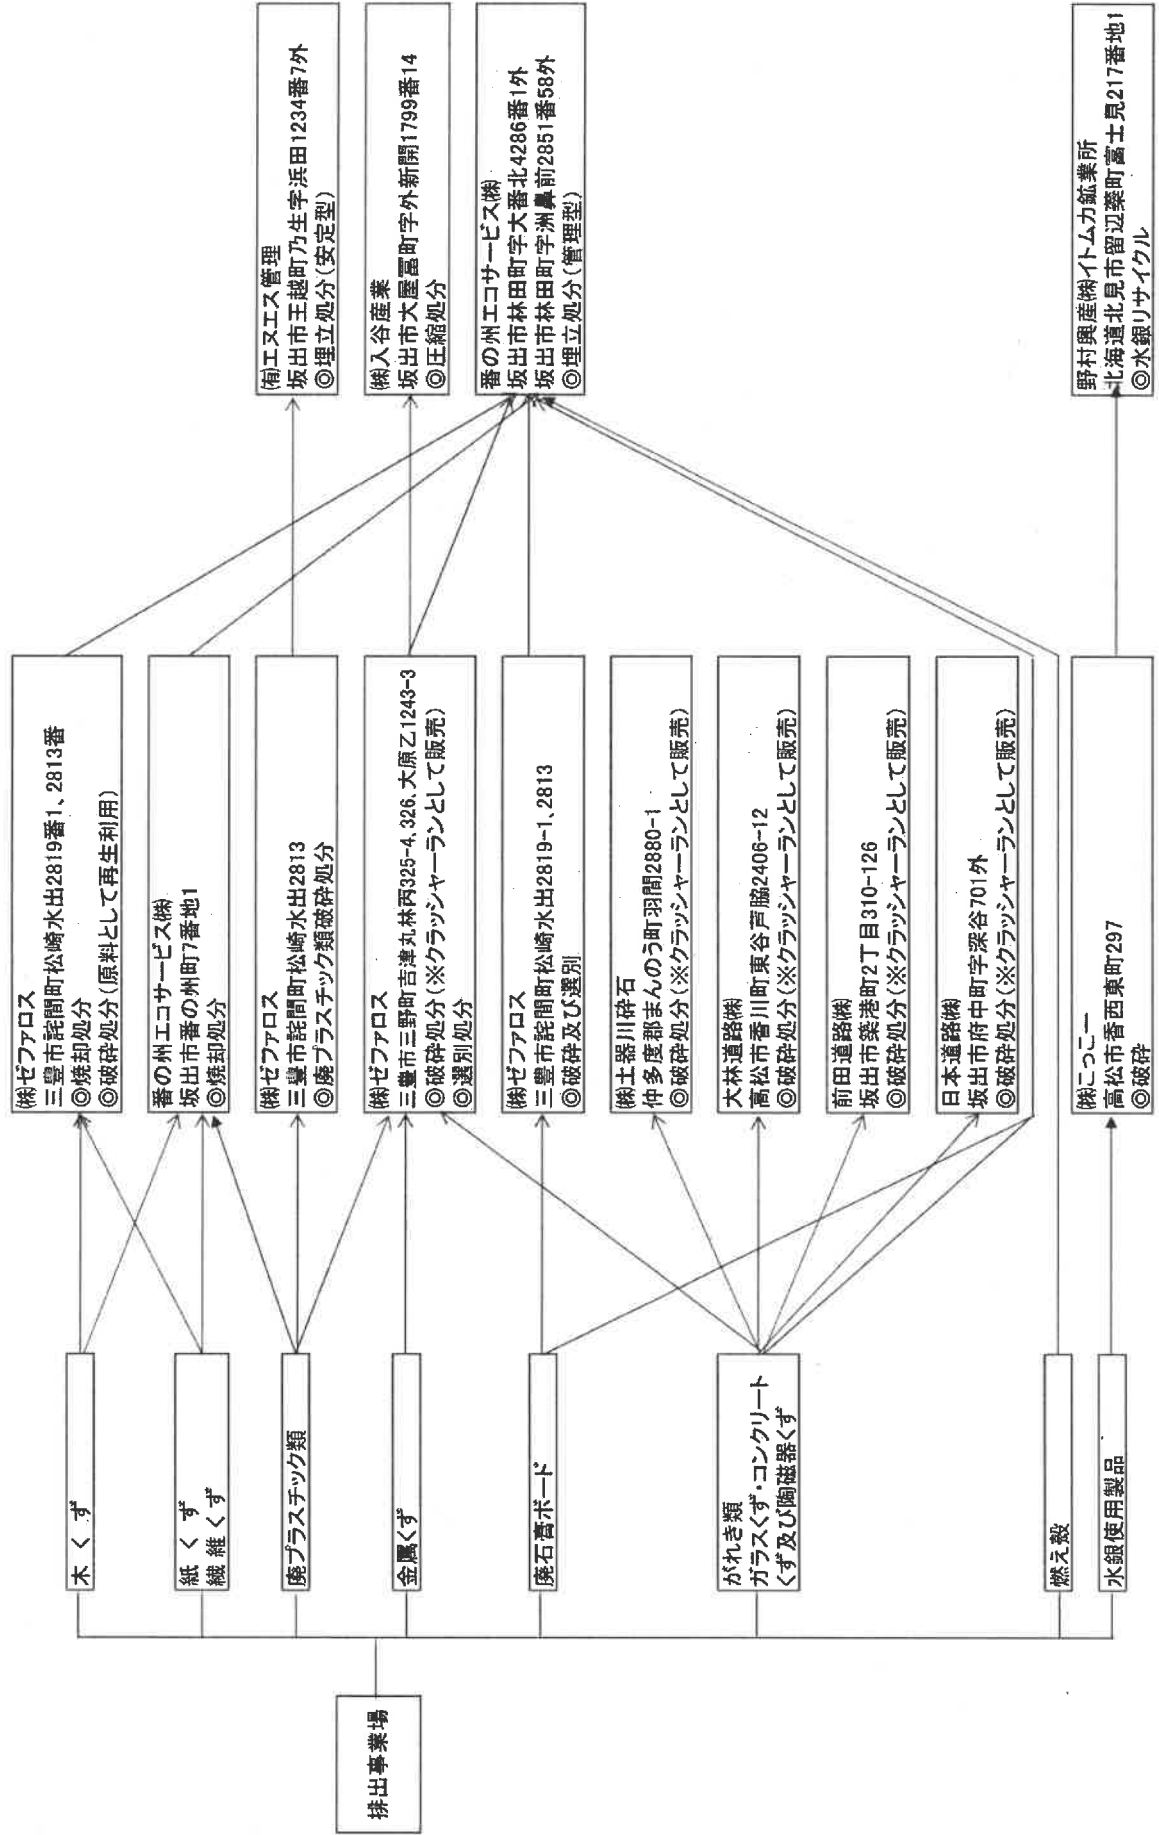 排出事業場
木くず
紙くず
繊維くず
廃プラスチック類
金属くず
廃石膏ボード
がれき類
ガラスくず・コンクリート
くず及び陶磁器くず
燃え殻
水銀使用製品
㈱ゼファロス
三豊市詫間町松崎水出2819番1、2813番
◎焼却処分
◎破砕処分(原料として再生利用)
番の州エコサービス㈱
坂出市番の州町7番地1
◎焼却処分
㈱ゼファロス
三豊市詫間町松崎水出2813
◎廃プラスチック類破砕処分
㈱ゼファロス
三豊市三野町吉津丸林丙325-4,326,大原乙1243-3
◎破砕処分(※クラッシャーランとして販売)
◎選別処分
㈱ゼファロス
三豊市詫間町松崎水出2819-1,2813
◎破砕及び選別
㈱土器川砕石
仲多度郡まんのう町羽間2880-1
◎破砕処分(※クラッシャーランとして販売)
大林道路㈱
高松市香川町東谷芦脇2406-12
◎破砕処分(※クラッシャーランとして販売)
前田道路㈱
坂出市築港町2丁目310-126
◎破砕処分(※クラッシャーランとして販売)
日本道路㈱
坂出市府中町字深谷701外
◎破砕処分(※クラッシャーランとして販売)
㈱こっこー
高松市香西東町297
◎破砕
㈲エヌエス管理
坂出市王越町乃生字浜田1234番7外
◎埋立処分(安定型)
㈱入谷産業
坂出市大屋冨町字外新開1799番14
◎圧縮処分
番の州エコサービス㈱
坂出市林田町字大番北4286番1外
坂出市林田町字洲鼻前2851番58外
◎埋立処分(管理型)
野村興産㈱イトムカ鉱業所
北海道北見市留辺蘂町富士見217番地1
◎水銀リサイクル